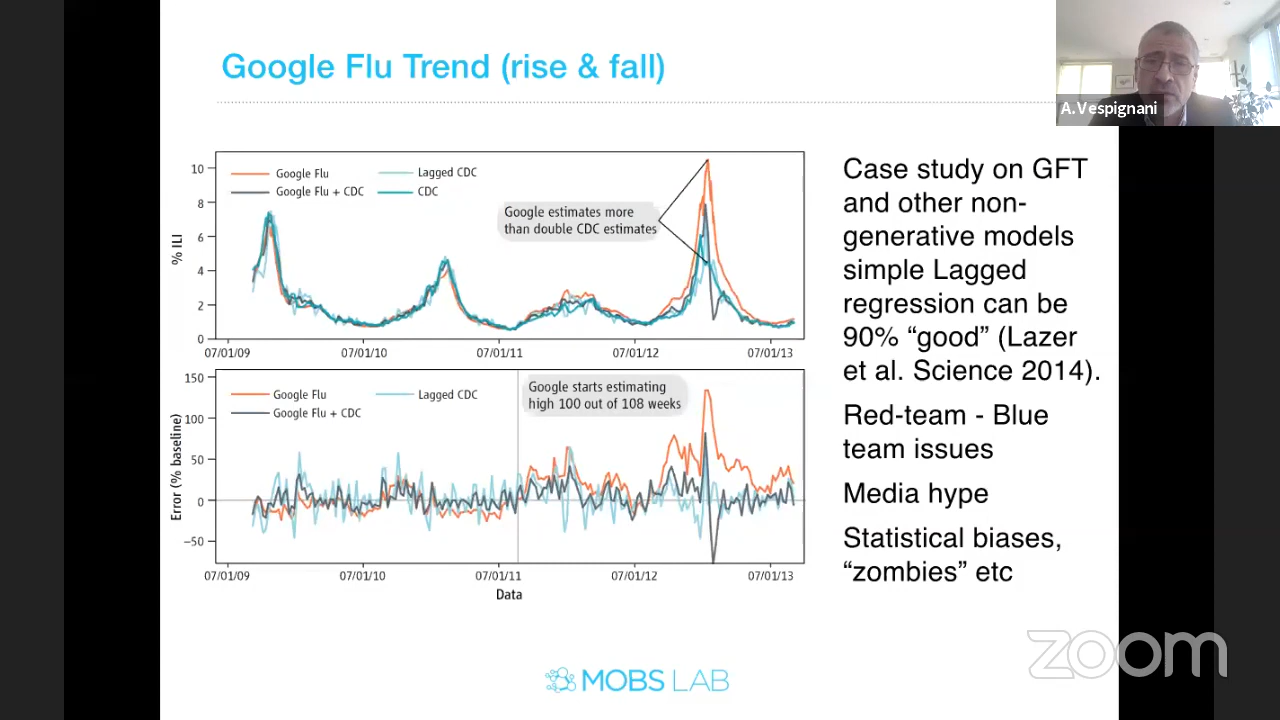 Google Flu Trend (rise & fall)
A.Vespignani
10
8
6
4
2
0
% ILI
Google Flu
Lagged CDC
Google Flu + CDC
CDC
Google estimates more
than double CDC estimates
07/01/09
07/01/10
07/01/11
07/01/12
07/01/13
150
100
50
0
–50
Error (% baseline)
Google Flu
Lagged CDC
Google Flu + CDC
Google starts estimating
high 100 out of 108 weeks
07/01/09
07/01/10
07/01/11
07/01/12
07/01/13
Data
Case study on GFT
and other non-
generative models
simple Lagged
regression can be
90% “good” (Lazer
et al. Science 2014).
Red-team - Blue
team issues
Media hype
Statistical biases,
“zombies” etc
MOBS LAB
zoom